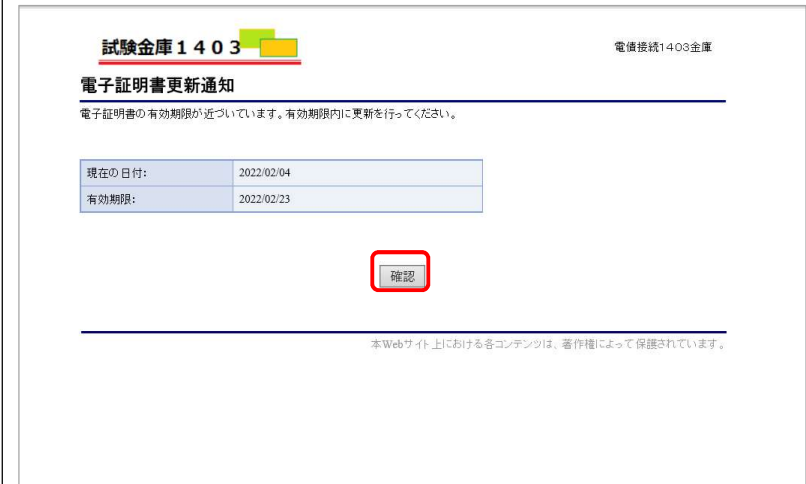 試験金庫1403
電債接続1403金庫
電子証明書更新通知
電子証明書の有効期限が近づいています。有効期限内に更新を行ってください。
現在の日付: 2022/02/04
有効期限: 2022/02/23
確認
本Webサイト上における各コンテンツは、著作権によって保護されています。